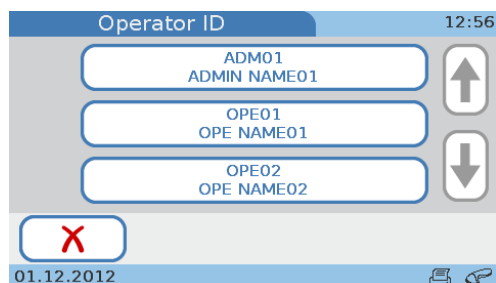 Operator ID
12:56
ADM01
ADMIN NAME01
OPE01
OPE NAME01
OPE02
OPE NAME02
01.12.2012